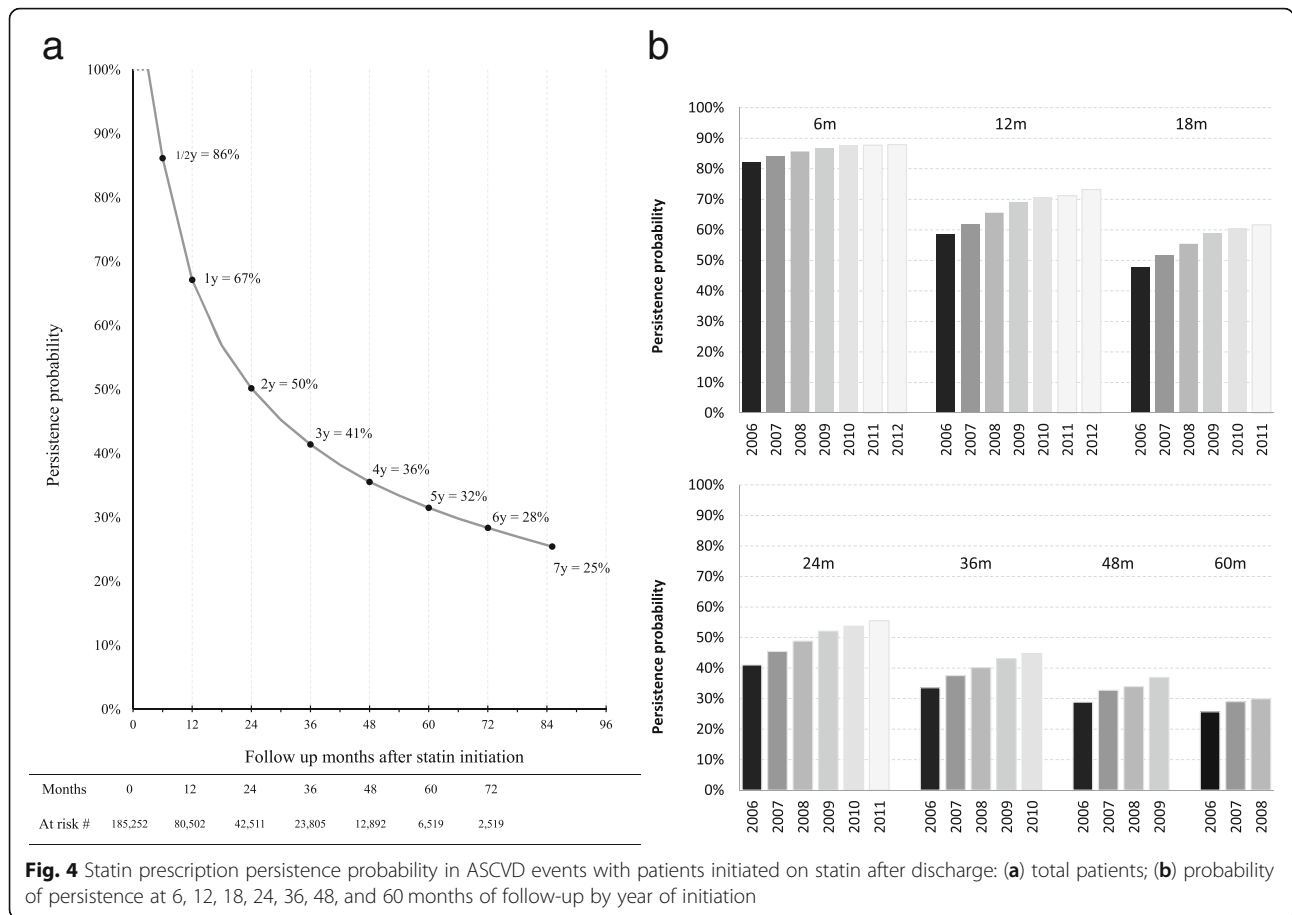 a
100%
90%
80%
70%
60%
50%
40%
30%
20%
10%
0%
Persistence probability
1/2y = 86%
1y = 67%
2y = 50%
3y = 41%
4y = 36%
5y = 32%
6y = 28%
7y = 25%
0 12 24 36 48 60 72 84 96
Follow up months after statin initiation
Months 0 12 24 36 48 60 72
At risk # 185,252 80,502 42,511 23,805 12,892 6,519 2,519
b
100%
90%
80%
70%
60%
50%
40%
30%
20%
10%
0%
Persistence probability
6m 12m 18m
2006 2007 2008 2009 2010 2011 2012 2006 2007 2008 2009 2010 2011 2012 2006 2007 2008 2009 2010 2011
100%
90%
80%
70%
60%
50%
40%
30%
20%
10%
0%
Persistence probability
24m 36m 48m 60m
2006 2007 2008 2009 2010 2011 2006 2007 2008 2009 2010 2006 2007 2008 2009 2006 2007 2008
Fig. 4 Statin prescription persistence probability in ASCVD events with patients initiated on statin after discharge: (a) total patients; (b) probability
of persistence at 6, 12, 18, 24, 36, 48, and 60 months of follow-up by year of initiation